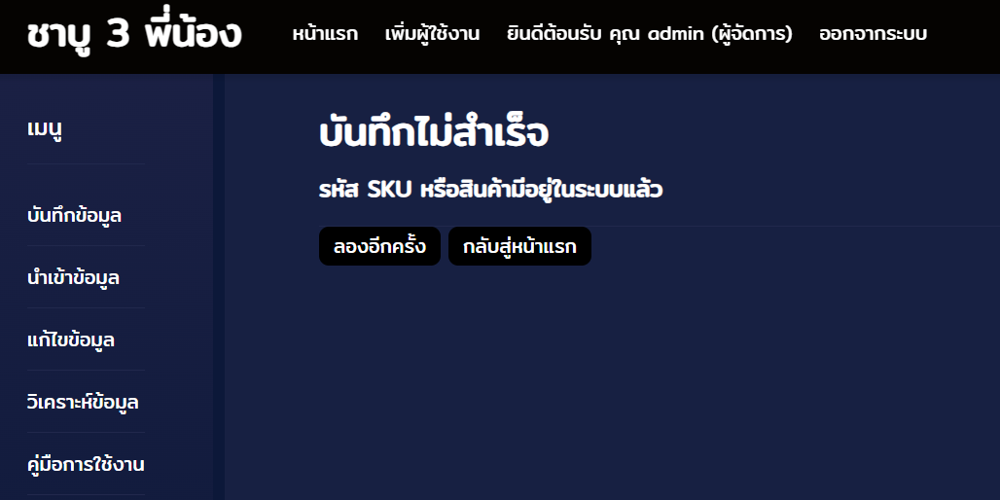 ชาบู 3 พี่น้อง หน้าแรก เพิ่มผู้ใช้งาน ยินดีต้อนรับ คุณ admin (ผู้จัดการ) ออกจากระบบ
เมนู
บันทึกข้อมูล
นำเข้าข้อมูล
แก้ไขข้อมูล
วิเคราะห์ข้อมูล
คู่มือการใช้งาน
บันทึกไม่สำเร็จ
รหัส SKU หรือสินค้ามีอยู่ในระบบแล้ว
ลองอีกครั้ง กลับสู่หน้าแรก